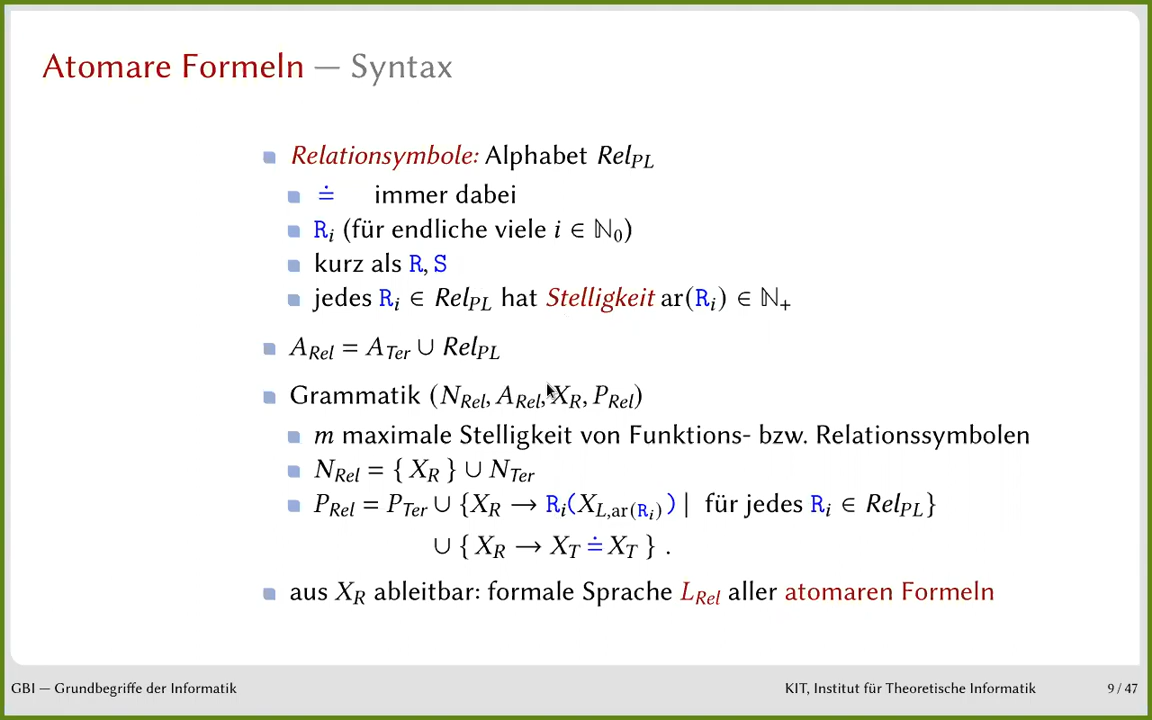 Atomare Formeln — Syntax
Relationsymbole: Alphabet Rel_PL
≐ immer dabei
R_i (für endliche viele i ∈ ℕ_0)
kurz als R, S
jedes R_i ∈ Rel_PL hat Stelligkeit ar(R_i) ∈ ℕ_+
A_Rel = A_Ter ∪ Rel_PL
Grammatik (N_Rel, A_Rel, X_R, P_Rel)
m maximale Stelligkeit von Funktions- bzw. Relationssymbolen
N_Rel = { X_R } ∪ N_Ter
P_Rel = P_Ter ∪ {X_R → R_i(X_L,ar(R_i)) | für jedes R_i ∈ Rel_PL}
∪ { X_R → X_T ≐ X_T } .
aus X_R ableitbar: formale Sprache L_Rel aller atomaren Formeln
GBI — Grundbegriffe der Informatik KIT, Institut für Theoretische Informatik 9 / 47